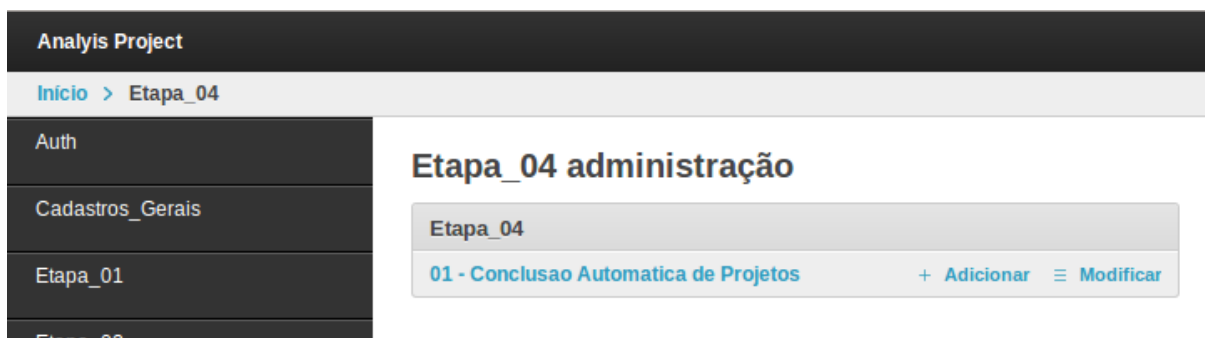 Analyis Project
Início > Etapa_04
Auth
Cadastros_Gerais
Etapa_01
Etapa_04 administração
Etapa_04
01 - Conclusao Automatica de Projetos + Adicionar ☰ Modificar